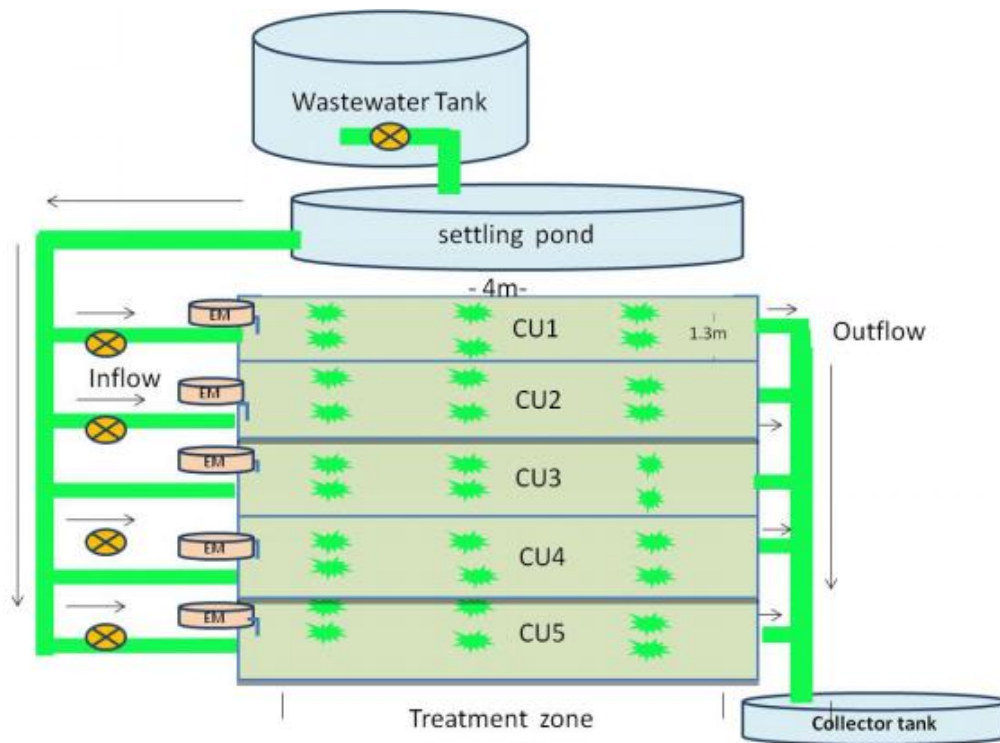 Wastewater Tank
settling pond
- 4m-
EM
CU1
1.3m
Outflow
Inflow
EM
CU2
EM
CU3
EM
CU4
EM
CU5
Treatment zone
Collector tank